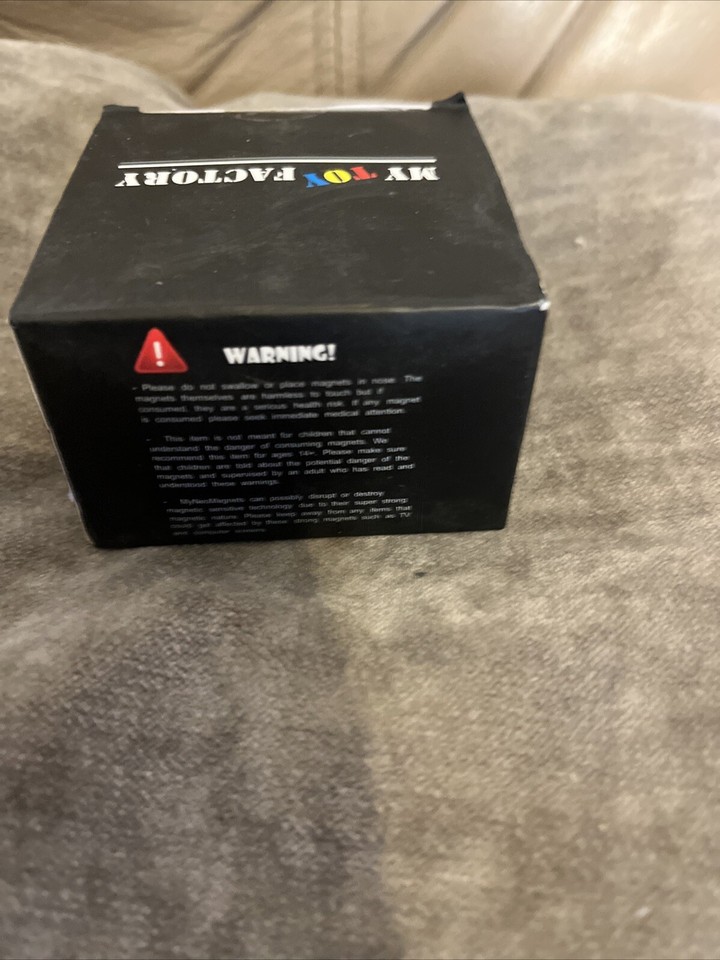 MY TOY FACTORY
WARNING!
- Please do not swallow or place magnets in nose. The
magnets themselves are harmless to touch but if
consumed, they are a serious health risk. If any magnet
is consumed please seek immediate medical attention.
- This item is not meant for children that cannot
understand the danger of consuming magnets. We
recommend this item for ages 14+. Please make sure
that children are told about the potential danger of the
magnets and supervised by an adult who has read and
understood these warnings.
- MyNeoMagnets can possibly disrupt or destroy
magnetic sensitive technology due to their super strong
magnetic nature. Please keep away from any items that
could get affected by these strong magnets such as TV
and computer screens.